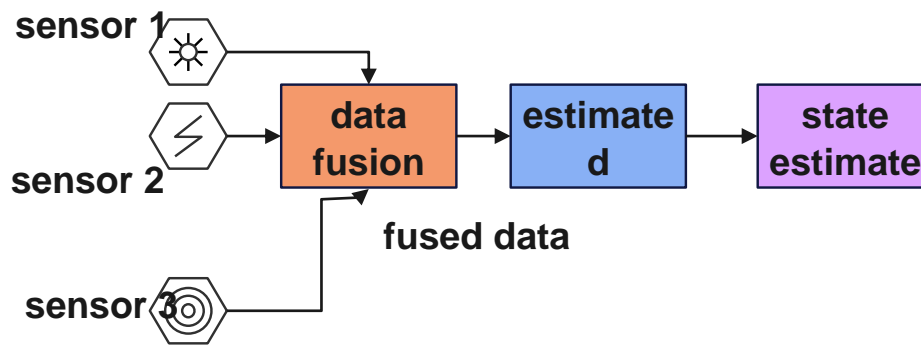 sensor 1
data
fusion
estimate
d
state
estimate
sensor 2
fused data
sensor 3